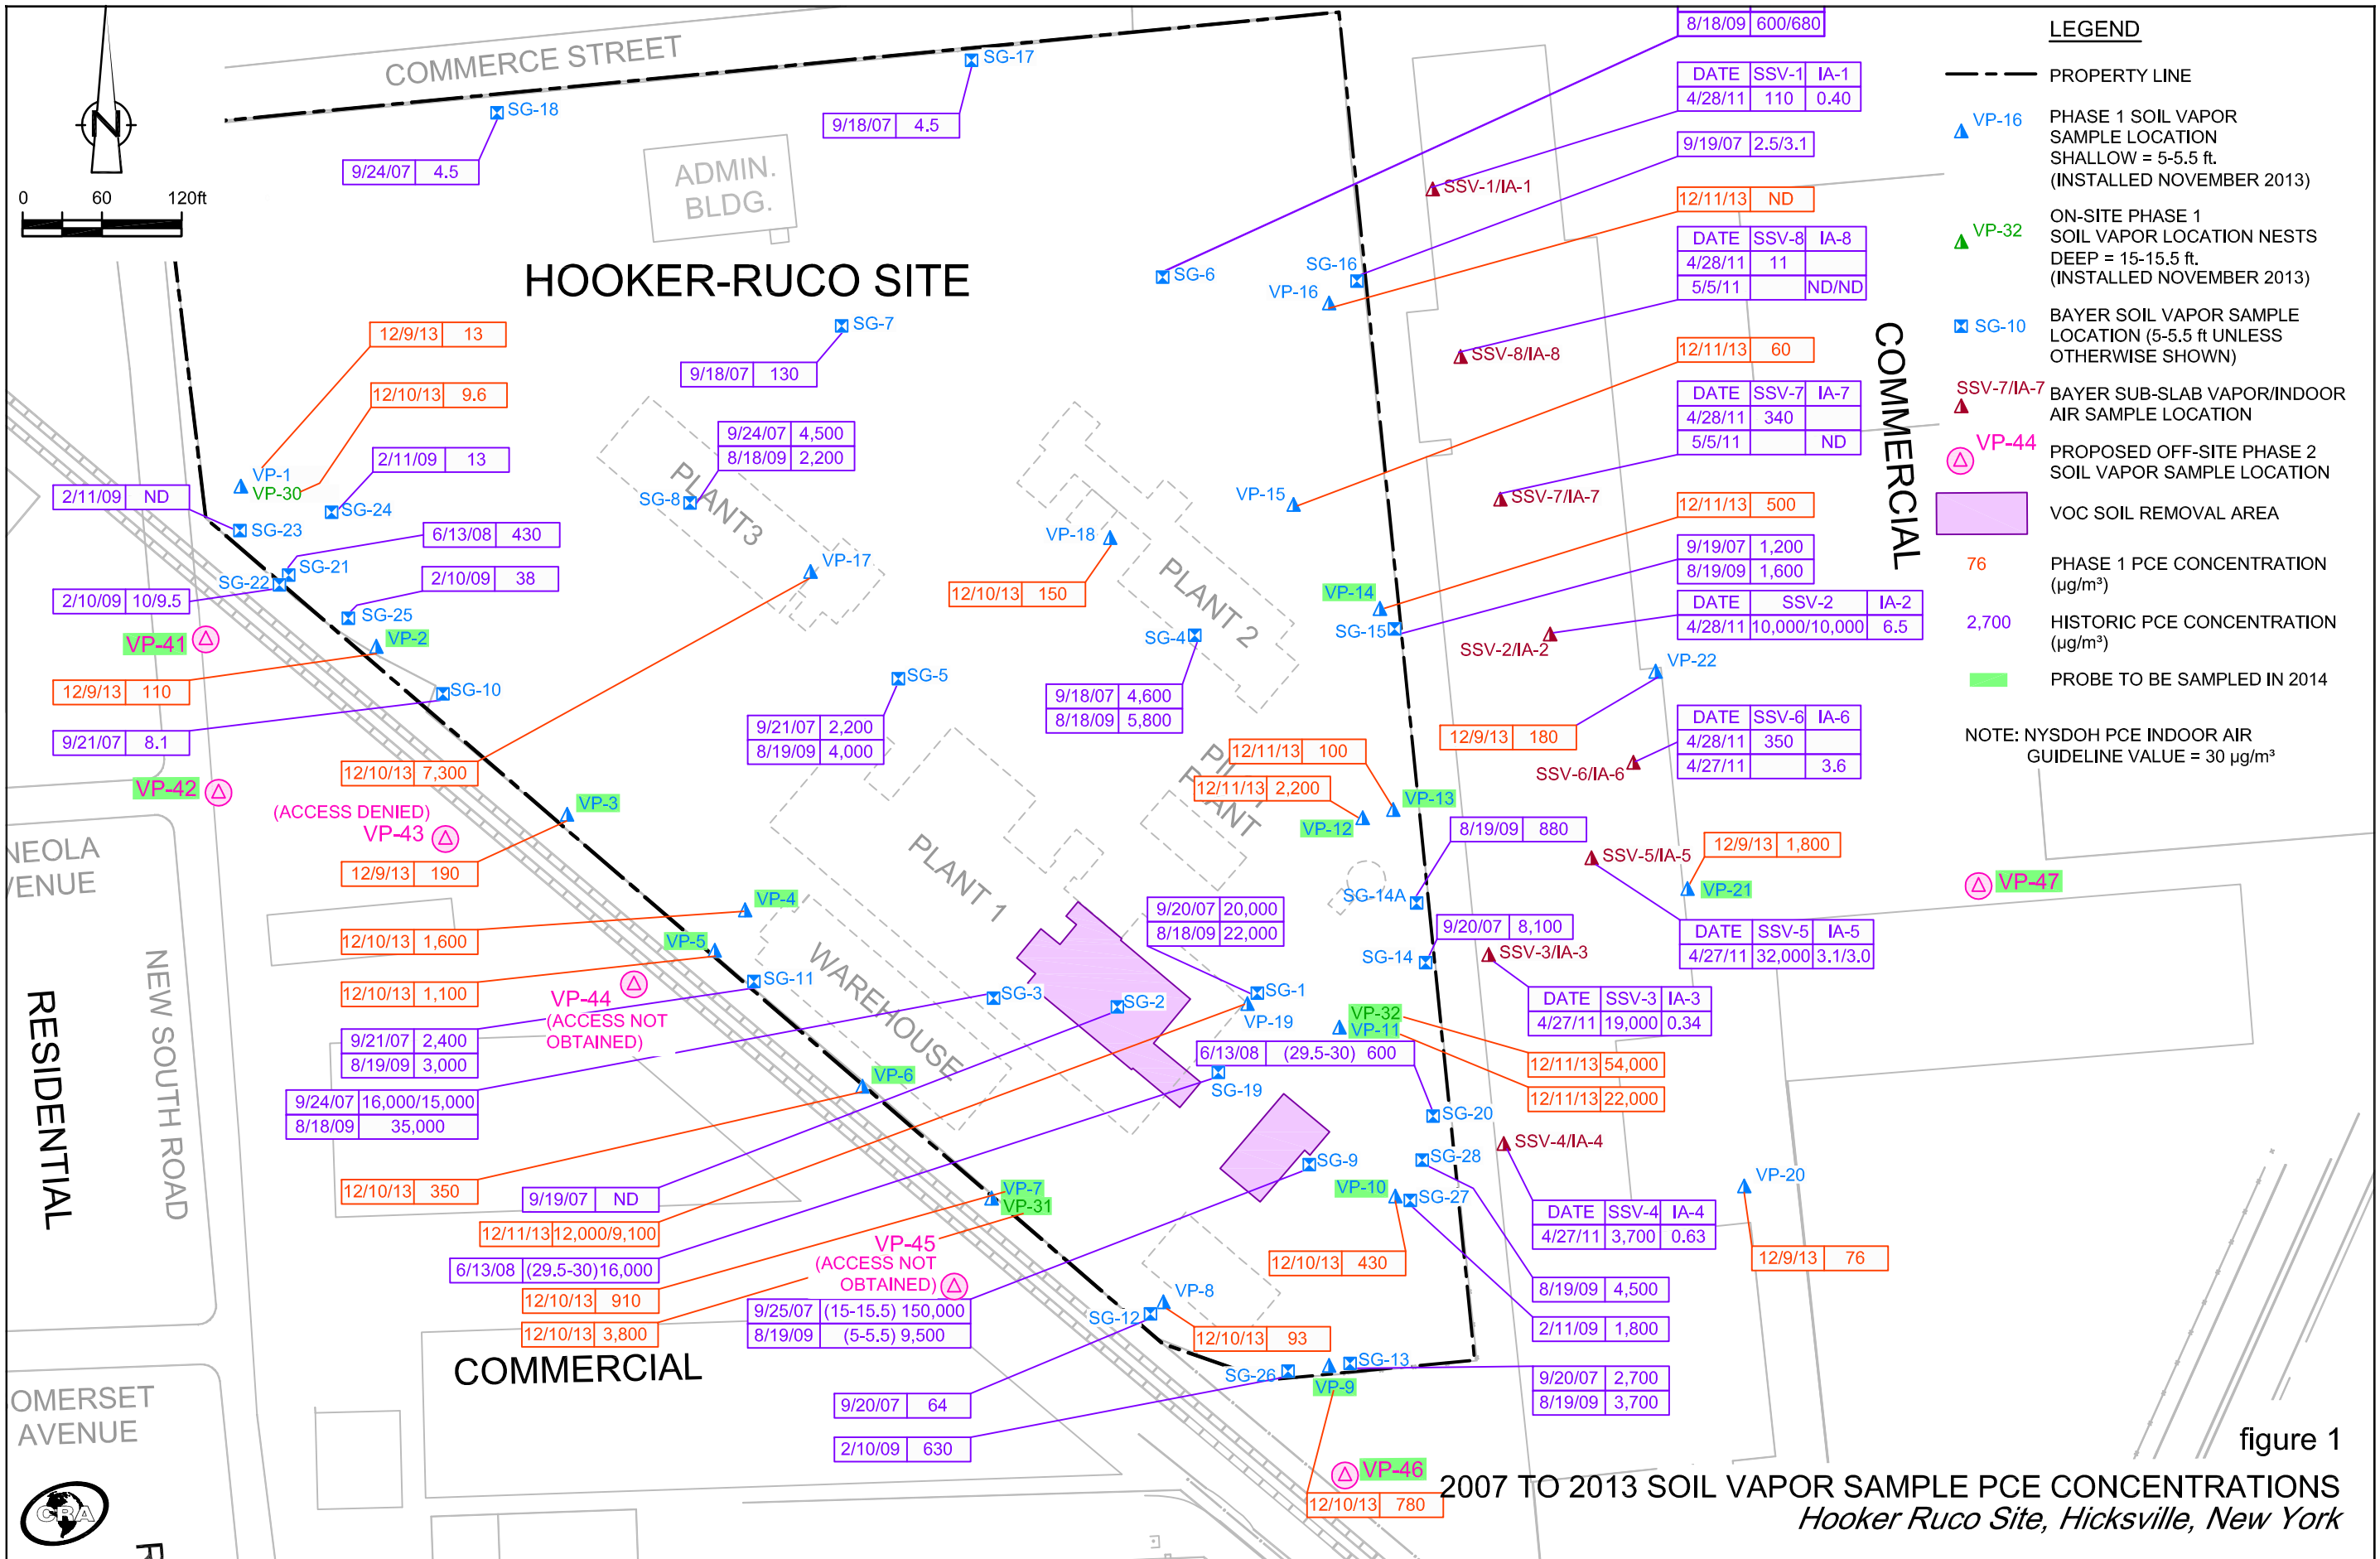 COMMERCE STREET
N
0 60 120ft
SG-17
SG-18
9/18/07 4.5
9/24/07 4.5
ADMIN.
BLDG.
HOOKER-RUCO SITE
8/18/09 600/680
DATE SSV-1 IA-1
4/28/11 110 0.40
9/19/07 2.5/3.1
SSV-1/IA-1
12/11/13 ND
DATE SSV-8 IA-8
4/28/11 11
5/5/11 ND/ND
SG-6
SG-16
VP-16
SSV-8/IA-8
12/11/13 60
DATE SSV-7 IA-7
4/28/11 340
5/5/11 ND
SSV-7/IA-7
VP-15
12/11/13 500
9/19/07 1,200
8/19/09 1,600
DATE SSV-2 IA-2
4/28/11 10,000/10,000 6.5
VP-14
SG-15
SSV-2/IA-2
VP-22
12/9/13 180
DATE SSV-6 IA-6
4/28/11 350
4/27/11 3.6
SSV-6/IA-6
COMMERCIAL
12/9/13 13
12/10/13 9.6
2/11/09 13
VP-1
VP-30
2/11/09 ND
SG-23
SG-24
SG-7
9/18/07 130
9/24/07 4,500
8/18/09 2,200
SG-8
PLANT3
6/13/08 430
SG-21
SG-22
2/10/09 38
2/10/09 10/9.5
SG-25
VP-41
VP-2
12/9/13 110
SG-10
9/21/07 8.1
VP-42
VP-17
VP-18
12/10/13 150
PLANT 2
SG-4
SG-5
9/18/07 4,600
8/18/09 5,800
9/21/07 2,200
8/19/09 4,000
12/10/13 7,300
(ACCESS DENIED)
VP-43
VP-3
12/9/13 190
PILOT
PLANT
12/11/13 100
12/11/13 2,200
VP-13
VP-12
8/19/09 880
SSV-5/IA-5
12/9/13 1,800
VP-21
VP-47
SG-14A
9/20/07 8,100
DATE SSV-5 IA-5
4/27/11 32,000 3.1/3.0
SG-14
SSV-3/IA-3
DATE SSV-3 IA-3
4/27/11 19,000 0.34
NEOLA
VENUE
RESIDENTIAL
NEW SOUTH ROAD
PLANT 1
WAREHOUSE
VP-4
12/10/13 1,600
VP-5
12/10/13 1,100
SG-11
VP-44
(ACCESS NOT
OBTAINED)
9/21/07 2,400
8/19/09 3,000
9/20/07 20,000
8/18/09 22,000
SG-3
SG-2
SG-1
VP-19
VP-32
VP-11
6/13/08 (29.5-30) 600
12/11/13 54,000
12/11/13 22,000
SG-19
SG-20
9/24/07 16,000/15,000
8/18/09 35,000
VP-6
12/10/13 350
9/19/07 ND
12/11/13 12,000/9,100
6/13/08 (29.5-30)16,000
12/10/13 910
12/10/13 3,800
VP-7
VP-31
VP-45
(ACCESS NOT
OBTAINED)
SG-9
9/25/07 (15-15.5) 150,000
8/19/09 (5-5.5) 9,500
SG-28
VP-10
SG-27
12/10/13 430
SSV-4/IA-4
DATE SSV-4 IA-4
4/27/11 3,700 0.63
VP-20
12/9/13 76
8/19/09 4,500
2/11/09 1,800
VP-8
SG-12
12/10/13 93
9/20/07 64
2/10/09 630
SG-26
SG-13
VP-9
9/20/07 2,700
8/19/09 3,700
VP-46
12/10/13 780
COMMERCIAL
OMERSET
AVENUE
CRA
LEGEND
PROPERTY LINE
VP-16 PHASE 1 SOIL VAPOR
SAMPLE LOCATION
SHALLOW = 5-5.5 ft.
(INSTALLED NOVEMBER 2013)
VP-32 ON-SITE PHASE 1
SOIL VAPOR LOCATION NESTS
DEEP = 15-15.5 ft.
(INSTALLED NOVEMBER 2013)
SG-10 BAYER SOIL VAPOR SAMPLE
LOCATION (5-5.5 ft UNLESS
OTHERWISE SHOWN)
SSV-7/IA-7 BAYER SUB-SLAB VAPOR/INDOOR
AIR SAMPLE LOCATION
VP-44 PROPOSED OFF-SITE PHASE 2
SOIL VAPOR SAMPLE LOCATION
VOC SOIL REMOVAL AREA
76 PHASE 1 PCE CONCENTRATION
(µg/m³)
2,700 HISTORIC PCE CONCENTRATION
(µg/m³)
PROBE TO BE SAMPLED IN 2014
NOTE: NYSDOH PCE INDOOR AIR
GUIDELINE VALUE = 30 µg/m³
figure 1
2007 TO 2013 SOIL VAPOR SAMPLE PCE CONCENTRATIONS
Hooker Ruco Site, Hicksville, New York